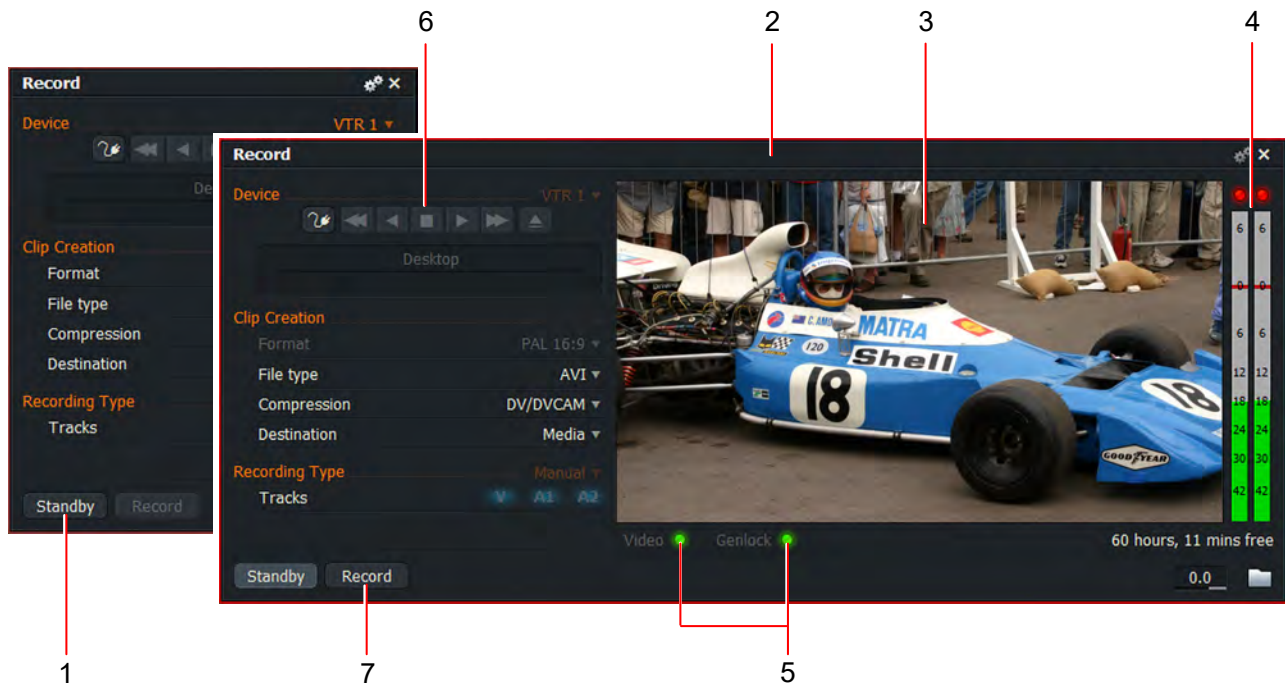 6
2
3
4
Record
Device
VTR 1
De
Clip Creation
Format
File type
Compression
Destination
Recording Type
Tracks
Standby
Record
Record
Device
VTR 1
Desktop
Clip Creation
Format
PAL 16:9
File type
AVI
Compression
DV/DVCAM
Destination
Media
Recording Type
Manual
Tracks
V A1 A2
Standby
Record
C. AMO
MATRA
120
Shell
18
18
GOODYEAR
6 6
0 0
6 6
12 12
18 18
24 24
30 30
42 42
Video
Genlock
60 hours, 11 mins free
0.0
1
7
5